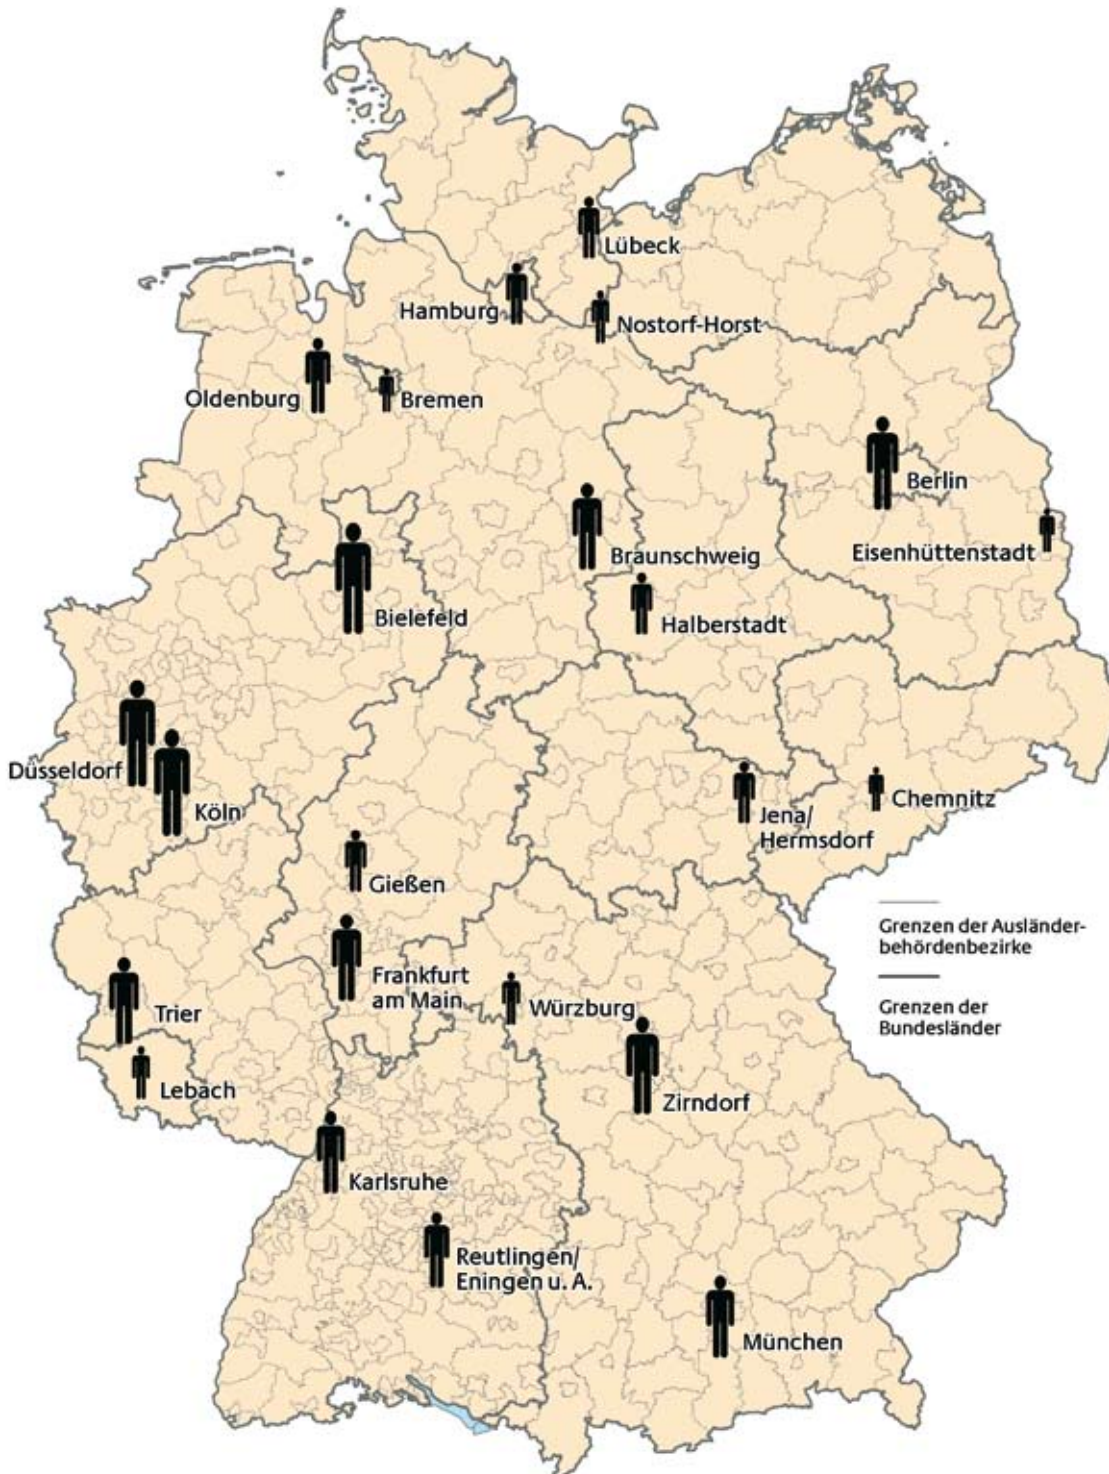 Lübeck
Hamburg
Nostorf-Horst
Oldenburg
Bremen
Berlin
Braunschweig
Eisenhüttenstadt
Bielefeld
Halberstadt
Düsseldorf
Köln
Chemnitz
Jena/
Hermsdorf
Gießen
Grenzen der Ausländer-
behördenbezirke
Frankfurt
am Main
Würzburg
Trier
Grenzen der
Bundesländer
Lebach
Zirndorf
Karlsruhe
Reutlingen/
Eningen u. A.
München